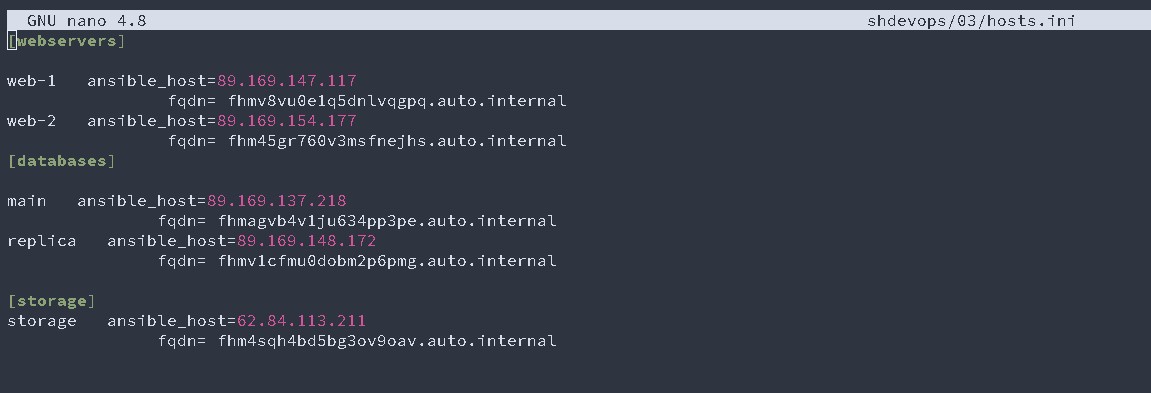 GNU nano 4.8 shdevops/03/hosts.ini
[webservers]
web-1 ansible_host=89.169.147.117
fqdn= fhmv8vu0e1q5dnlvqgpq.auto.internal
web-2 ansible_host=89.169.154.177
fqdn= fhm45gr760v3msfnejhs.auto.internal
[databases]
main ansible_host=89.169.137.218
fqdn= fhmagvb4v1ju634pp3pe.auto.internal
replica ansible_host=89.169.148.172
fqdn= fhmv1cfmu0dobm2p6pmg.auto.internal
[storage]
storage ansible_host=62.84.113.211
fqdn= fhm4sqh4bd5bg3ov9oav.auto.internal